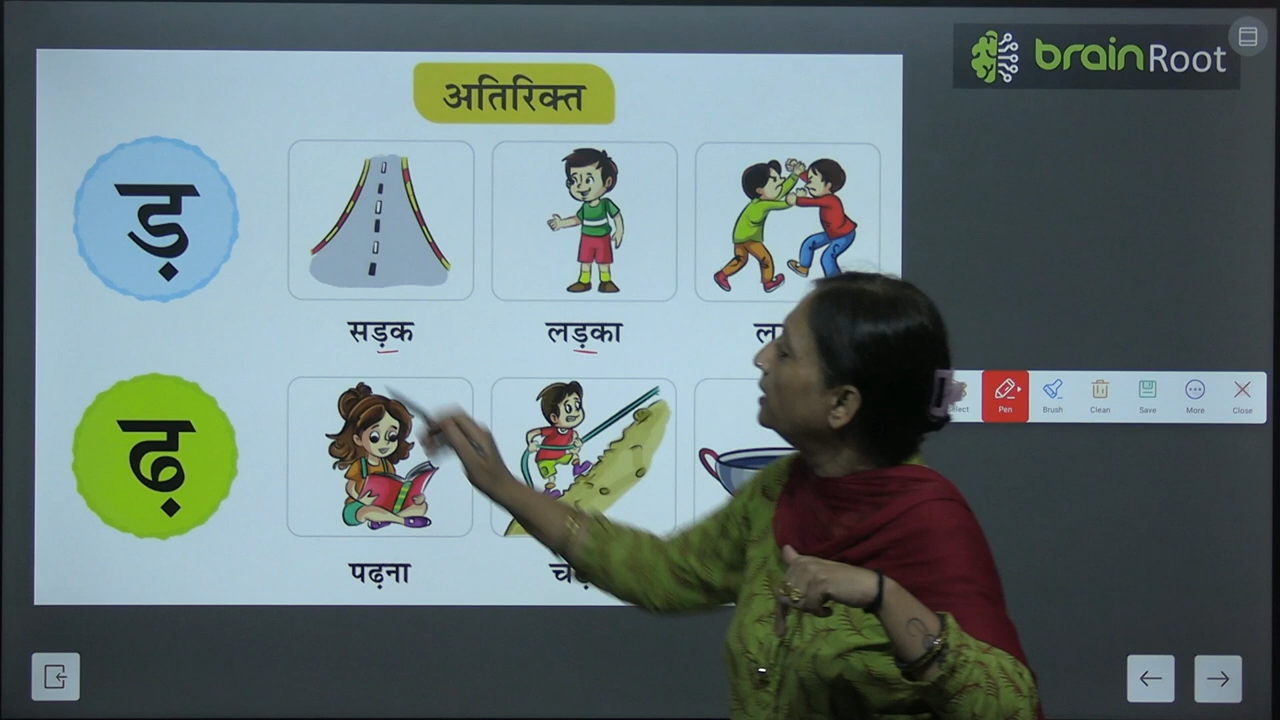 brainRoot
अतिरिक्त
ड़
सड़क लड़का
Pen Brush Clean Save More Close
ढ़
पढ़ना